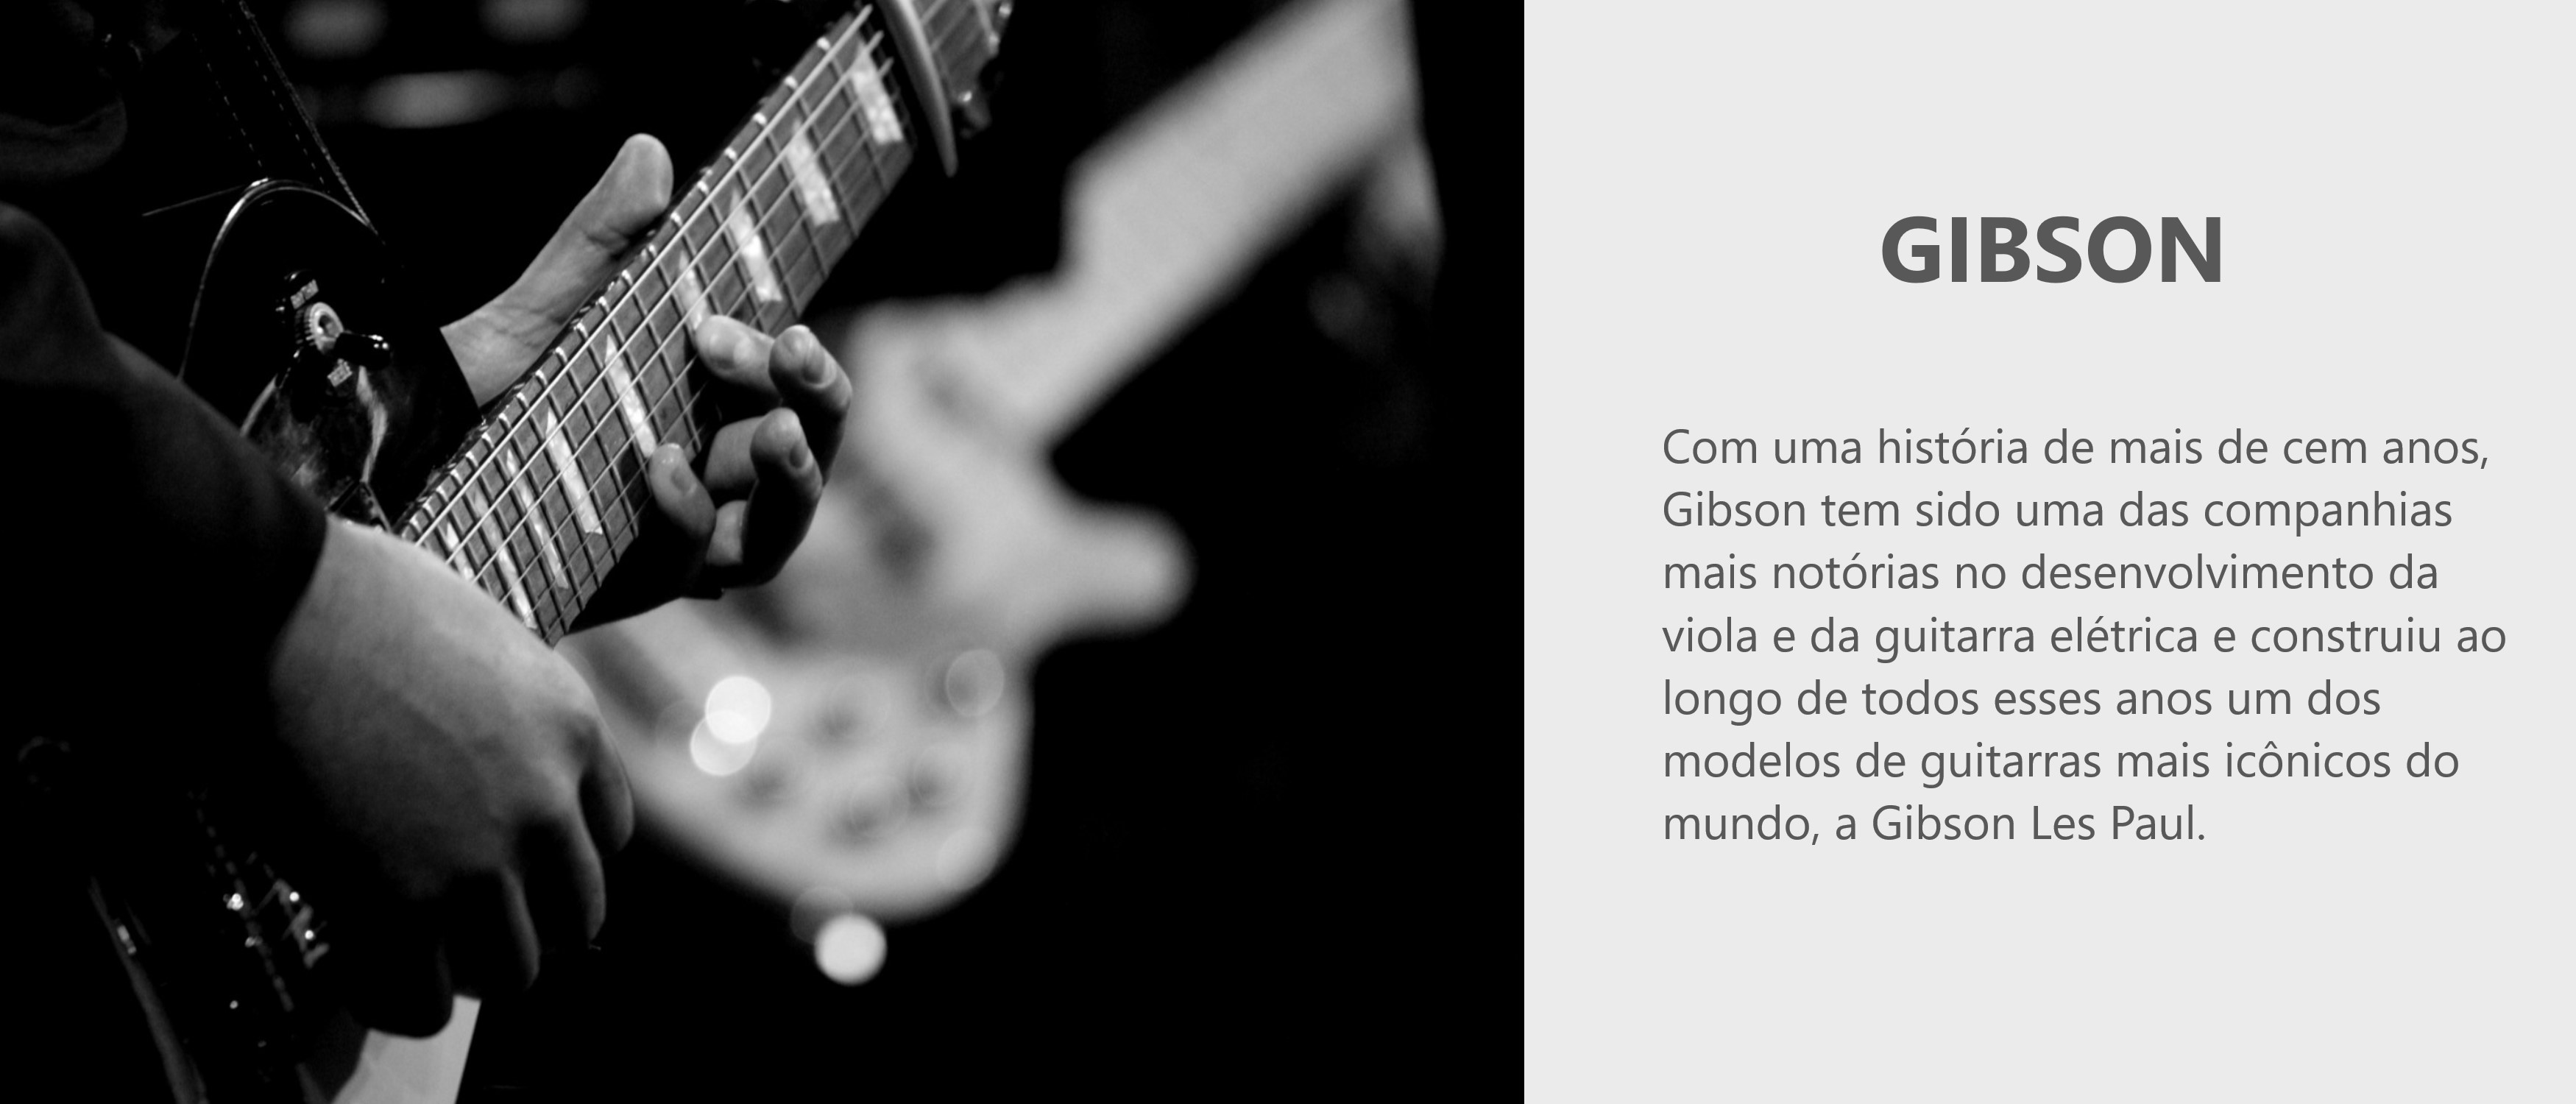 GIBSON
Com uma história de mais de cem anos,
Gibson tem sido uma das companhias
mais notórias no desenvolvimento da
viola e da guitarra elétrica e construiu ao
longo de todos esses anos um dos
modelos de guitarras mais icônicos do
mundo, a Gibson Les Paul.